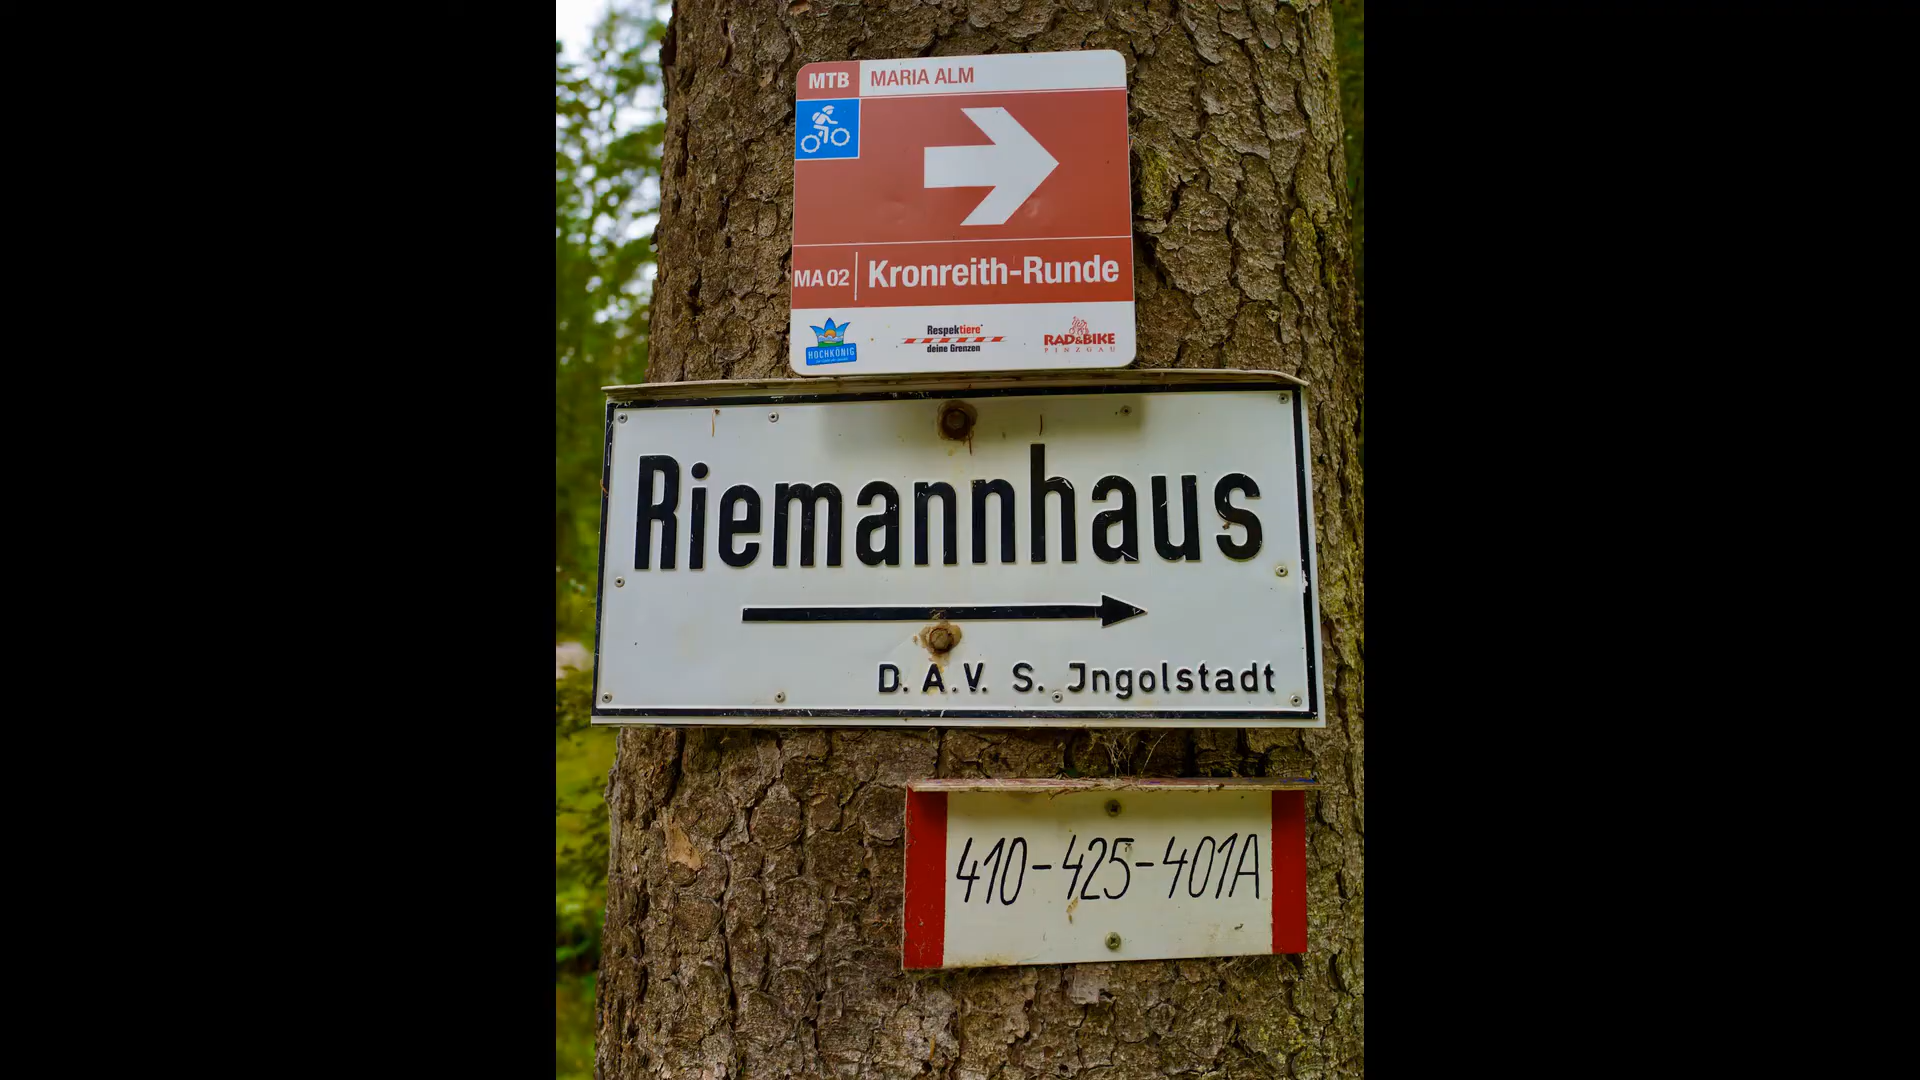 MTB MARIA ALM
MA 02 Kronreith-Runde
HOCHKÖNIG
Respektiere
deine Grenzen
RAD&BIKE
PINZGAU
Riemannhaus
D.A.V. S. Jngolstadt
410-425-401A